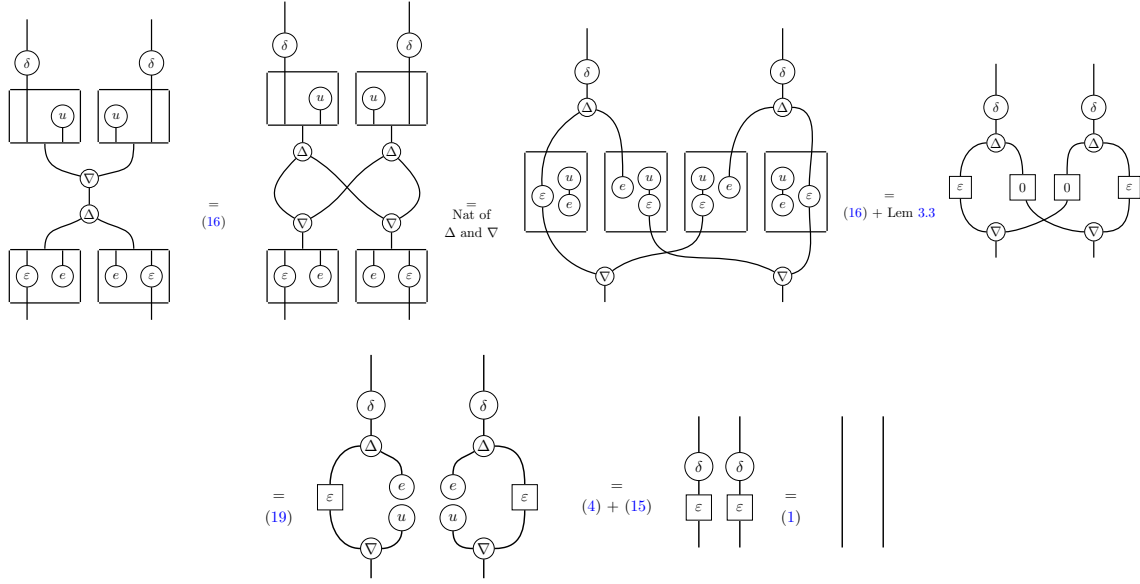 δ δ
u u
∇
Δ
ε e e ε
=
(16)
δ δ
u u
Δ Δ
∇ ∇
ε e e ε
=
Nat of
Δ and ∇
δ δ
Δ Δ
u u u u
ε e e ε
e ε ε e
∇ ∇
=
(16) + Lem 3.3
δ δ
Δ Δ
ε 0 0 ε
∇ ∇
=
(19)
δ δ
Δ Δ
e e
ε ε
u u
∇ ∇
=
(4) + (15)
δ δ
ε ε
=
(1)